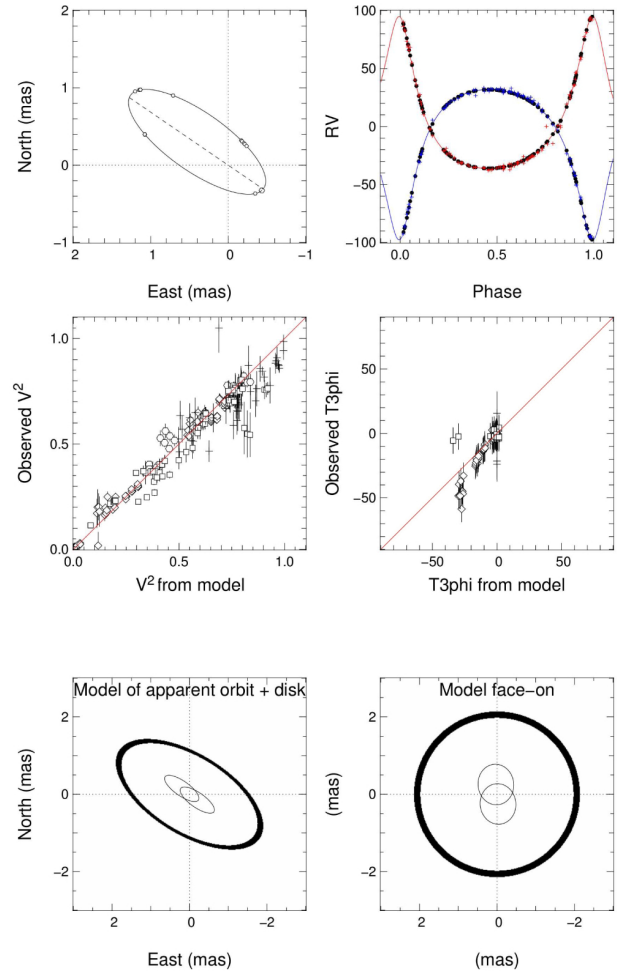 2
1
0
−1
2
1
0
−1
North (mas)
East (mas)
100
50
0
−50
−100
0.0
0.5
1.0
RV
Phase
1.0
0.5
0.0
0.0
0.5
1.0
Observed V²
V² from model
50
0
−50
−50
0
50
Observed T3phi
T3phi from model
Model of apparent orbit + disk
2
0
−2
2
0
−2
North (mas)
East (mas)
Model face−on
2
0
−2
2
0
−2
(mas)
(mas)